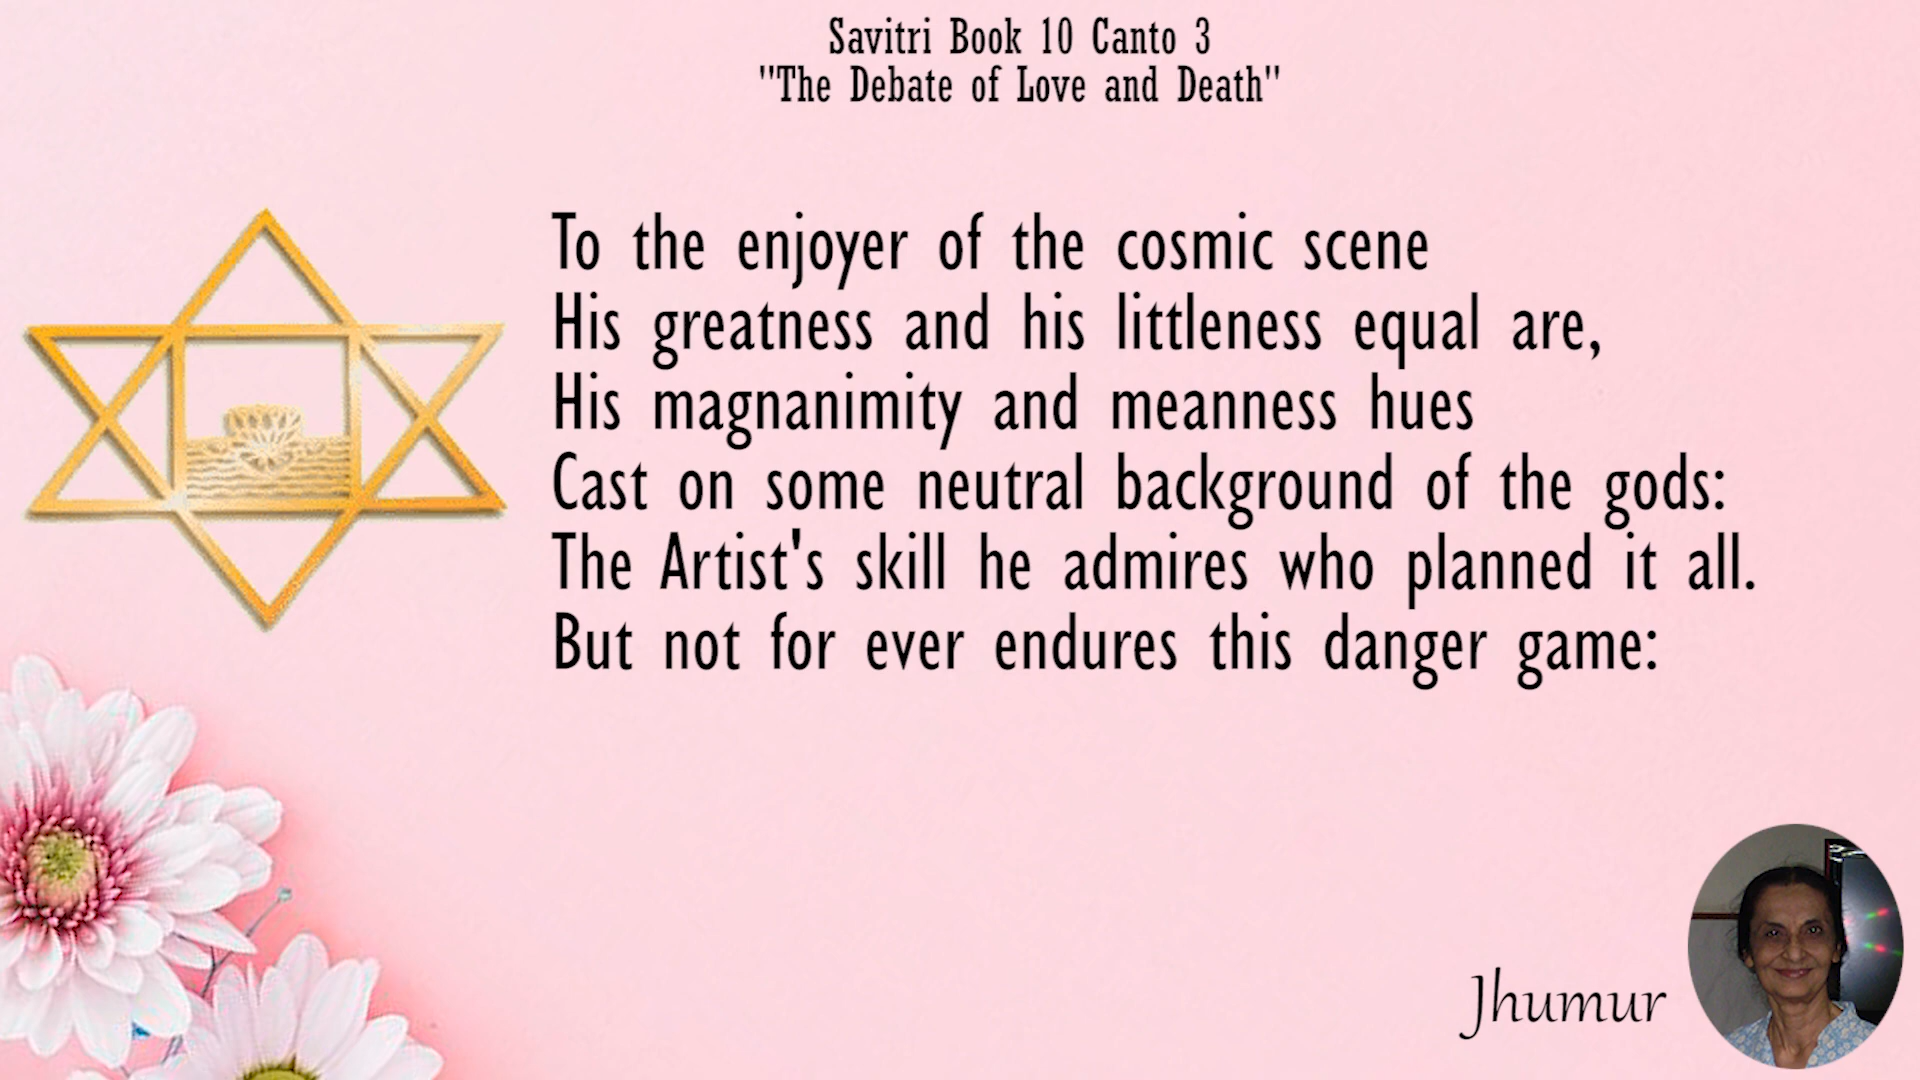 Savitri Book 10 Canto 3
"The Debate of Love and Death"
To the enjoyer of the cosmic scene
His greatness and his littleness equal are,
His magnanimity and meanness hues
Cast on some neutral background of the gods:
The Artist's skill he admires who planned it all.
But not for ever endures this danger game:
Jhumur